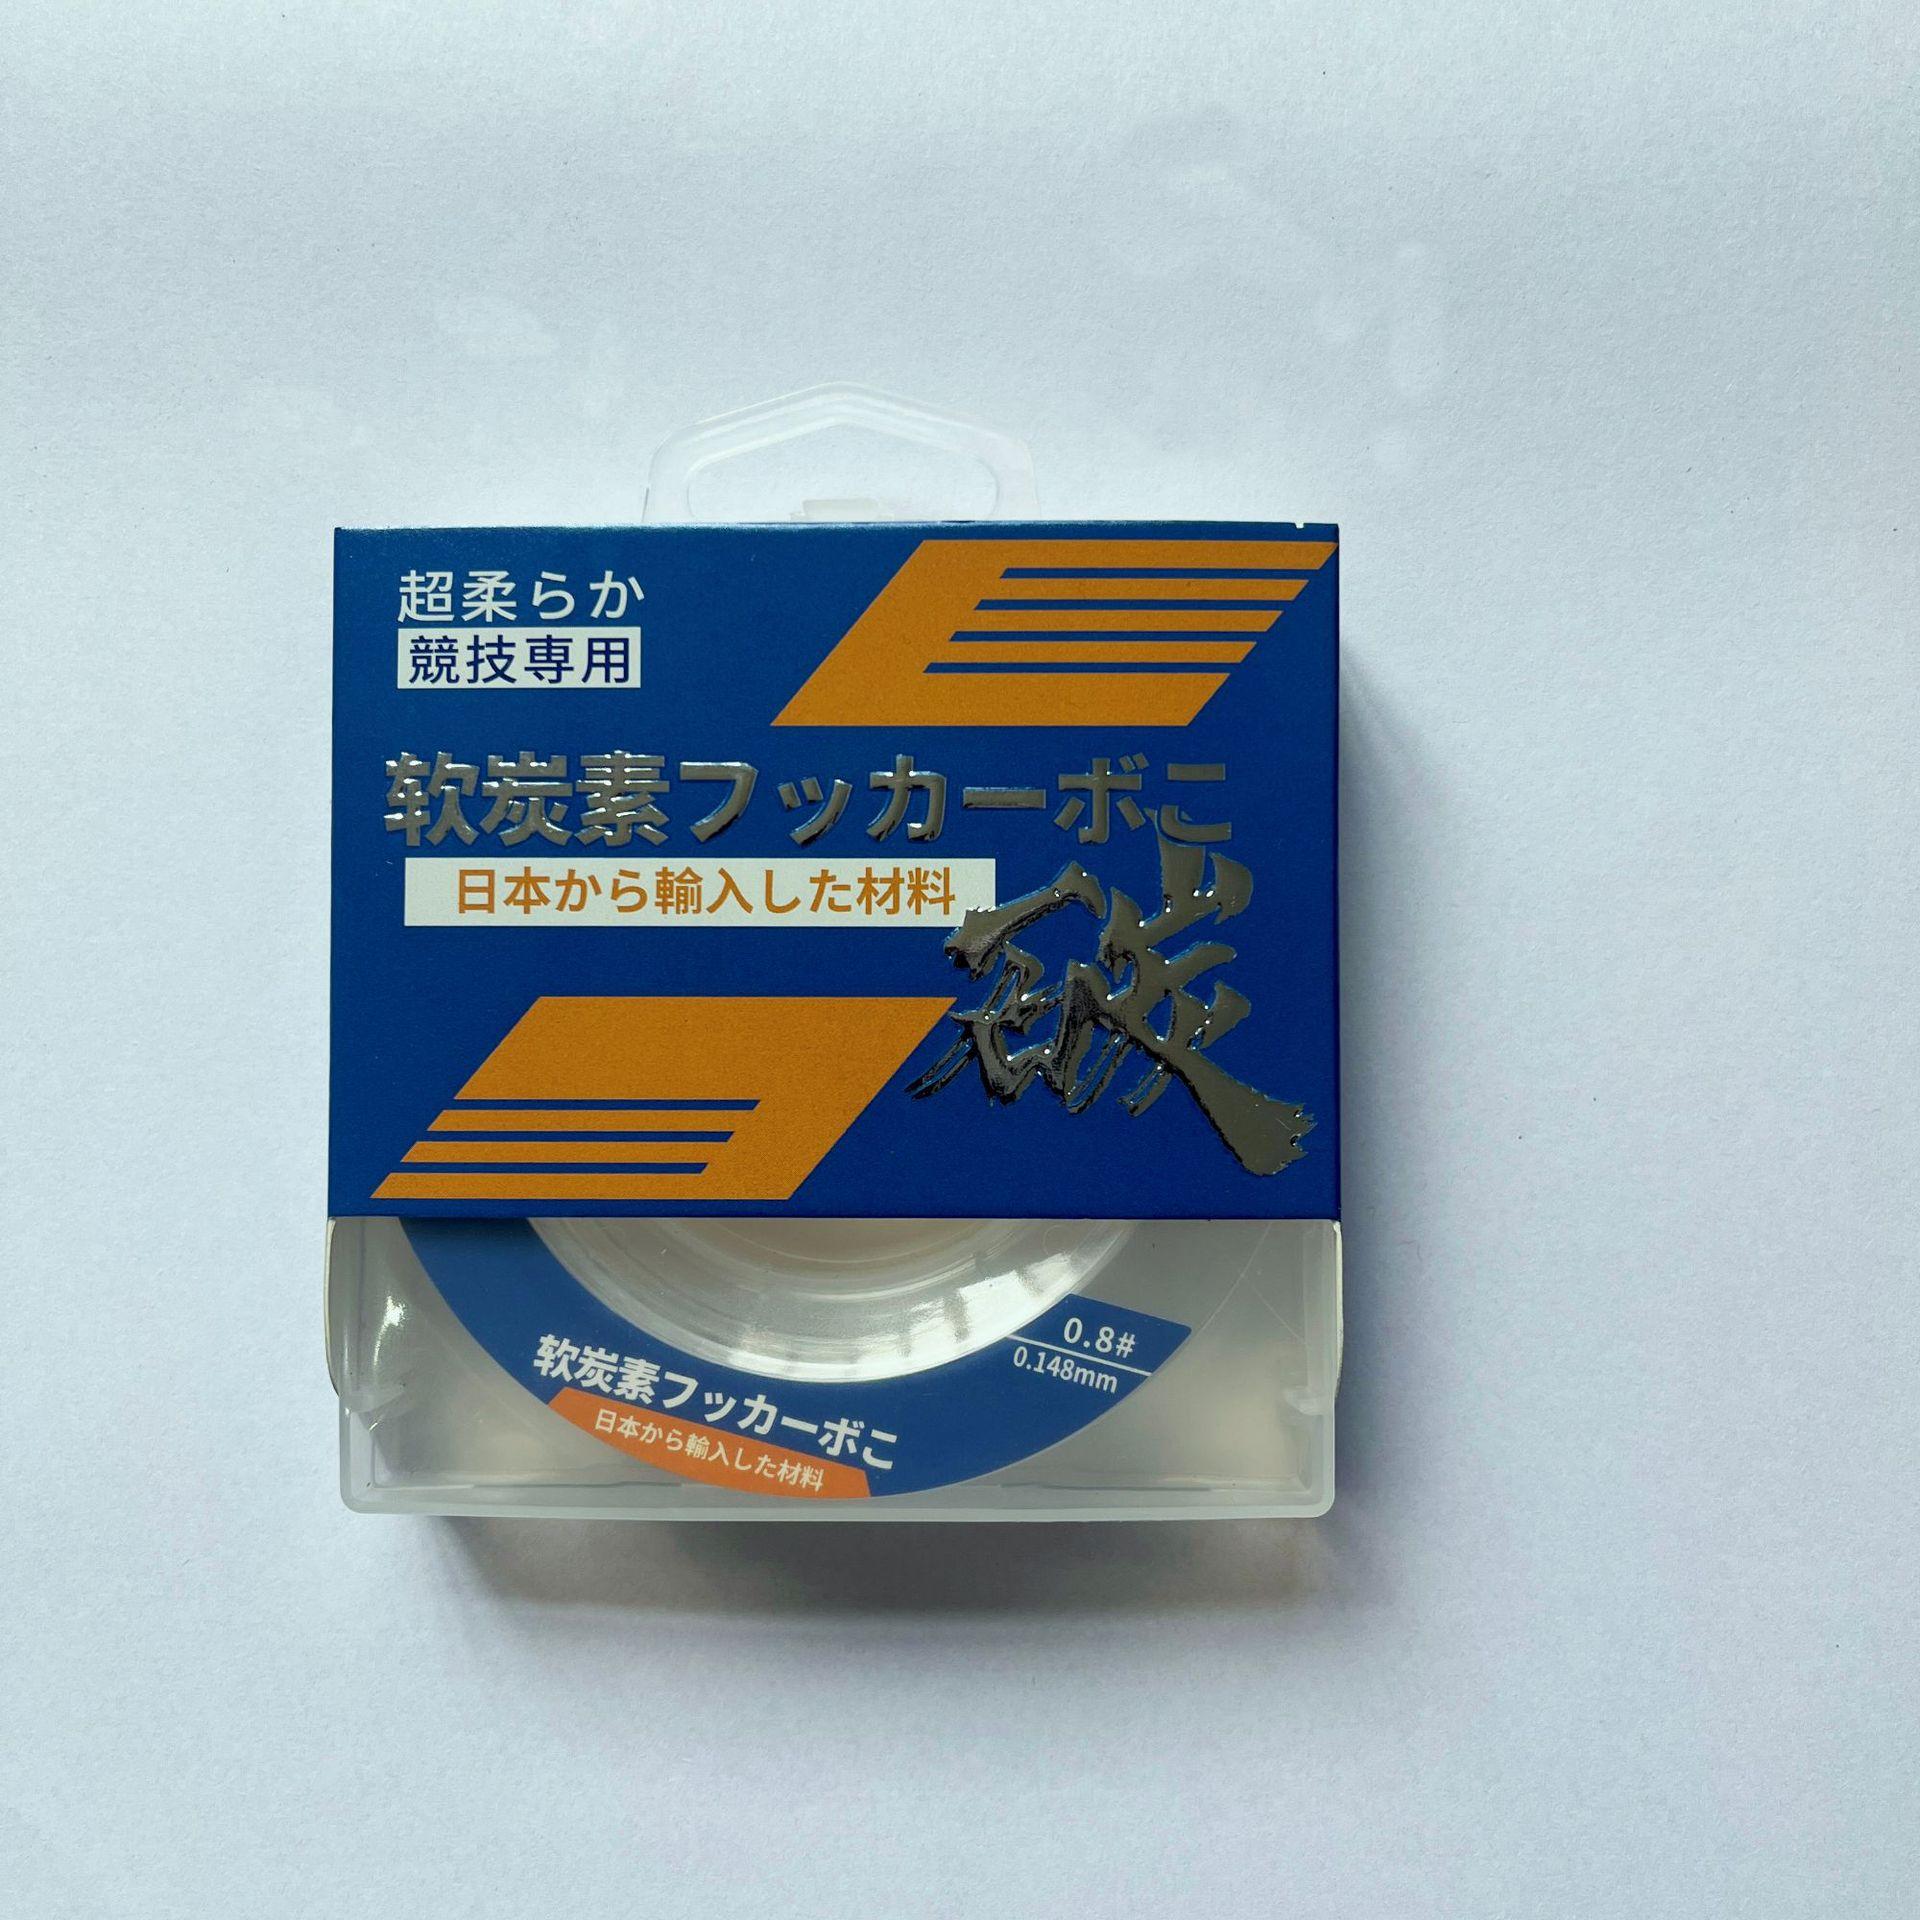 超柔らか
競技専用
软炭素フッカーボこ
日本から輸入した材料
碳
0.8#
0.148mm
软炭素フッカーボこ
日本から輸入した材料